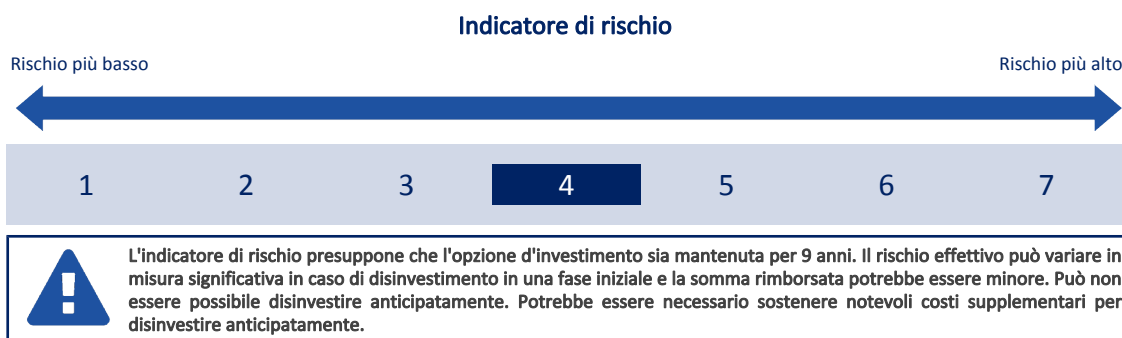 Indicatore di rischio
Rischio più basso
Rischio più alto
1 2 3 4 5 6 7
L'indicatore di rischio presuppone che l'opzione d'investimento sia mantenuta per 9 anni. Il rischio effettivo può variare in
misura significativa in caso di disinvestimento in una fase iniziale e la somma rimborsata potrebbe essere minore. Può non
essere possibile disinvestire anticipatamente. Potrebbe essere necessario sostenere notevoli costi supplementari per
disinvestire anticipatamente.